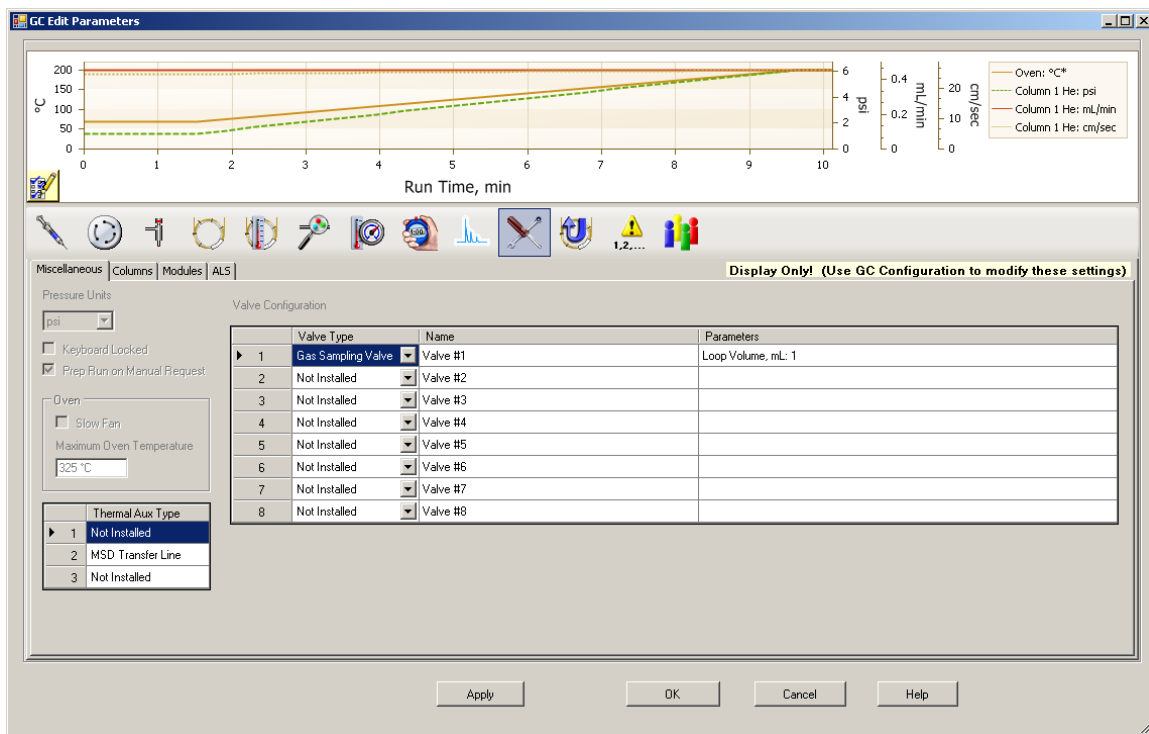 GC Edit Parameters
200
150
100
50
0
°C
0 1 2 3 4 5 6 7 8 9 10
Run Time, min
6
4
2
0
psi
0.4
0.2
0
mL/min
20
10
0
cm/sec
Oven: °C*
Column 1 He: psi
Column 1 He: mL/min
Column 1 He: cm/sec
1,2,...
Miscellaneous Columns Modules ALS
Display Only! (Use GC Configuration to modify these settings)
Pressure Units
psi
Keyboard Locked
Prep Run on Manual Request
Oven
Slow Fan
Maximum Oven Temperature
325 °C
Thermal Aux Type
1 Not Installed
2 MSD Transfer Line
3 Not Installed
Valve Configuration
Valve Type Name Parameters
1 Gas Sampling Valve Valve #1 Loop Volume, mL: 1
2 Not Installed Valve #2
3 Not Installed Valve #3
4 Not Installed Valve #4
5 Not Installed Valve #5
6 Not Installed Valve #6
7 Not Installed Valve #7
8 Not Installed Valve #8
Apply OK Cancel Help